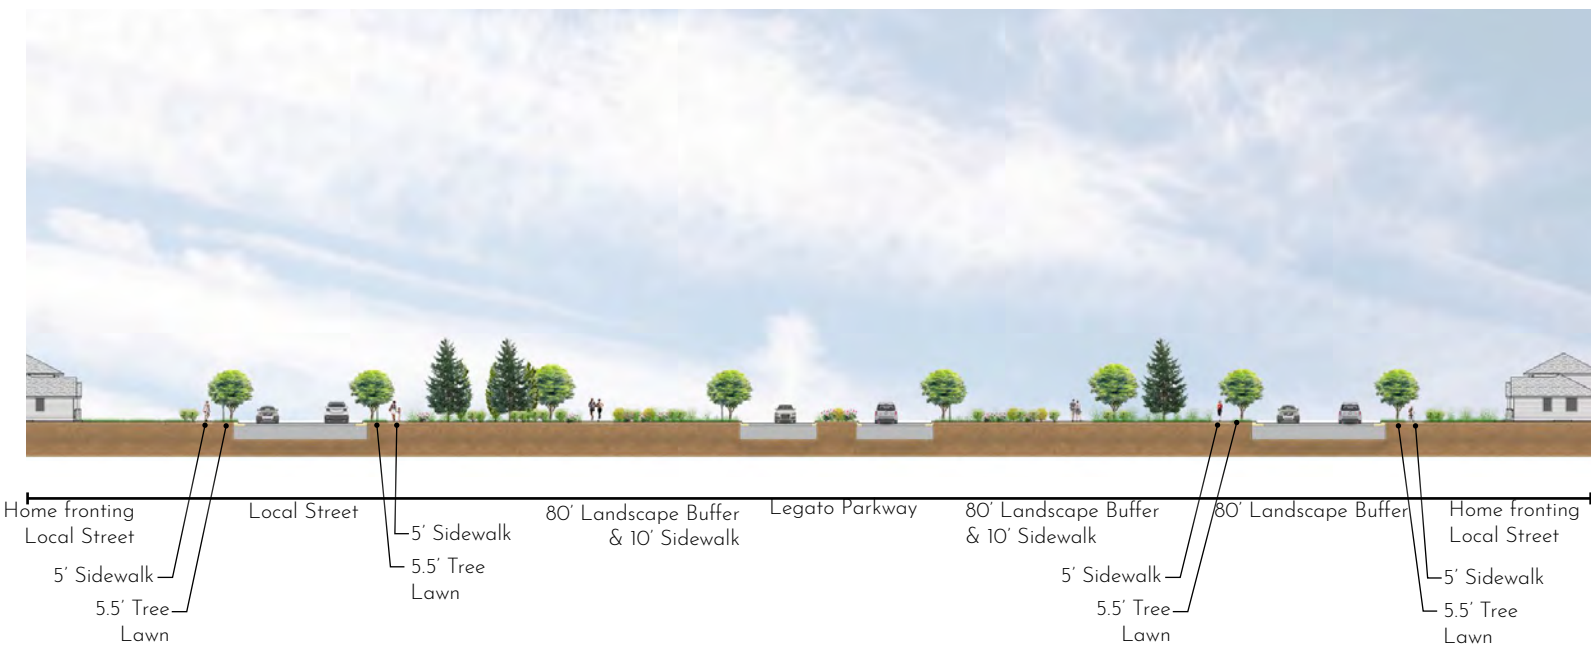 Home fronting
Local Street
5' Sidewalk
5.5' Tree
Lawn
Local Street
5' Sidewalk
5.5' Tree
Lawn
80' Landscape Buffer
& 10' Sidewalk
Legato Parkway
80' Landscape Buffer
& 10' Sidewalk
5' Sidewalk
5.5' Tree
Lawn
80' Landscape Buffer
Home fronting
Local Street
5' Sidewalk
5.5' Tree
Lawn